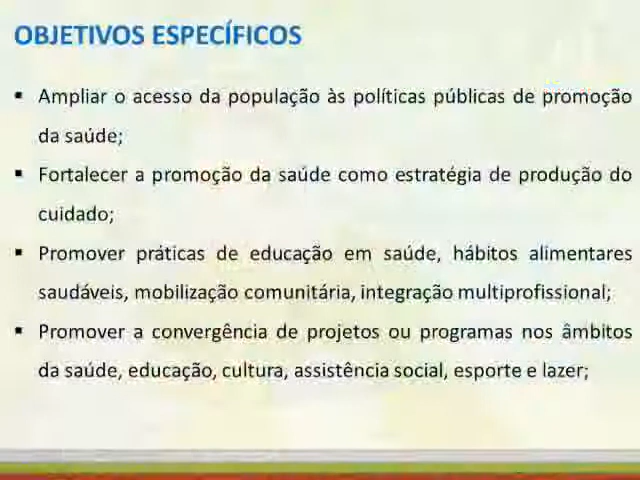 OBJETIVOS ESPECÍFICOS
▪ Ampliar o acesso da população às políticas públicas de promoção
da saúde;
▪ Fortalecer a promoção da saúde como estratégia de produção do
cuidado;
▪ Promover práticas de educação em saúde, hábitos alimentares
saudáveis, mobilização comunitária, integração multiprofissional;
▪ Promover a convergência de projetos ou programas nos âmbitos
da saúde, educação, cultura, assistência social, esporte e lazer;